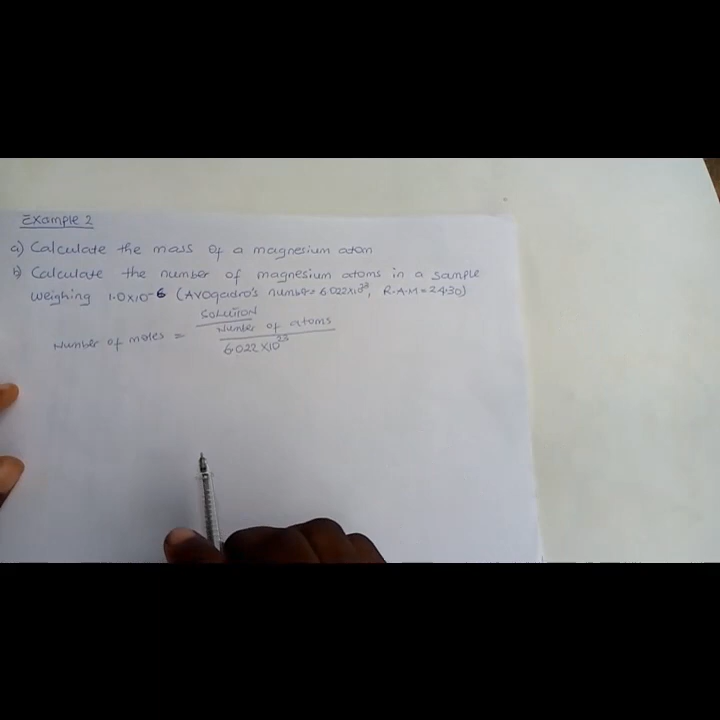 Example 2
a) Calculate the mass of a magnesium atom
b) Calculate the number of magnesium atoms in a sample
weighing 1.0x10-6 (Avogadro's number = 6.022x10²³, R.A.M = 24.30)
SOLUTION
Number of moles = Number of atoms
6.022 x10²³